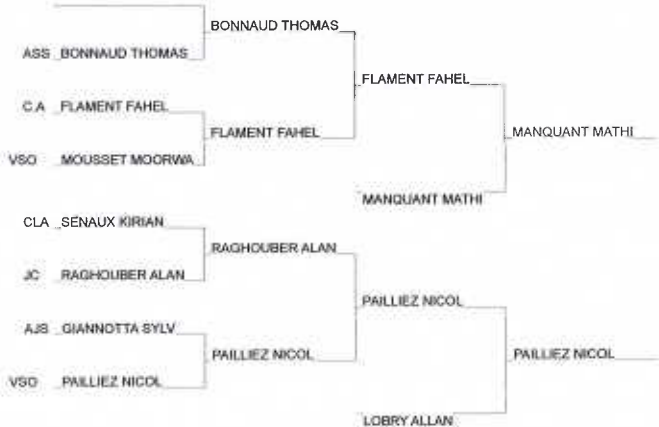 BONNAUD THOMAS
ASS BONNAUD THOMAS
FLAMENT FAHEL
C.A FLAMENT FAHEL
FLAMENT FAHEL
MANQUANT MATHI
VSO MOUSSET MOORWA
MANQUANT MATHI
CLA SENAUX KIRIAN
RAGHOUBER ALAN
JC RAGHOUBER ALAN
PAILLIEZ NICOL
AJS GIANNOTTA SYLV
PAILLIEZ NICOL
PAILLIEZ NICOL
VSO PAILLIEZ NICOL
LOBRY ALLAN